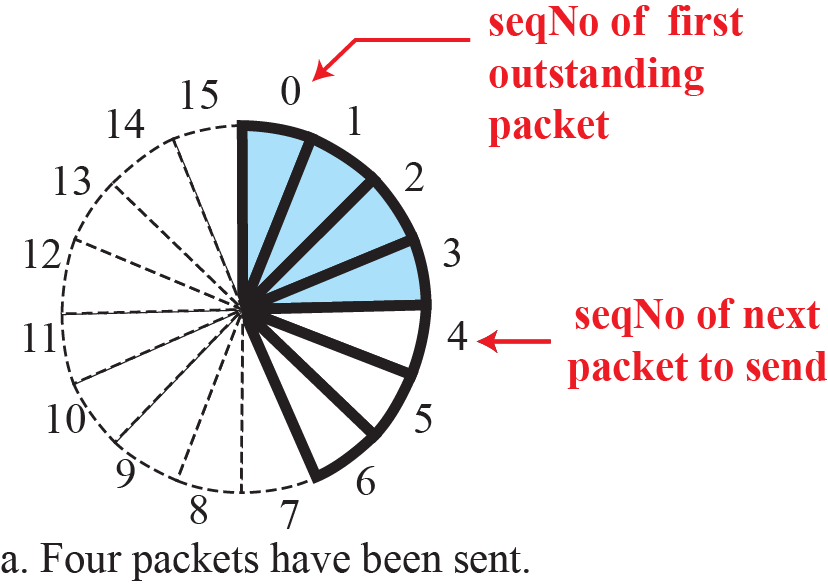 seqNo of first
outstanding
packet
0
1
2
3
4
5
6
7
8
9
10
11
12
13
14
15
seqNo of next
packet to send
a. Four packets have been sent.